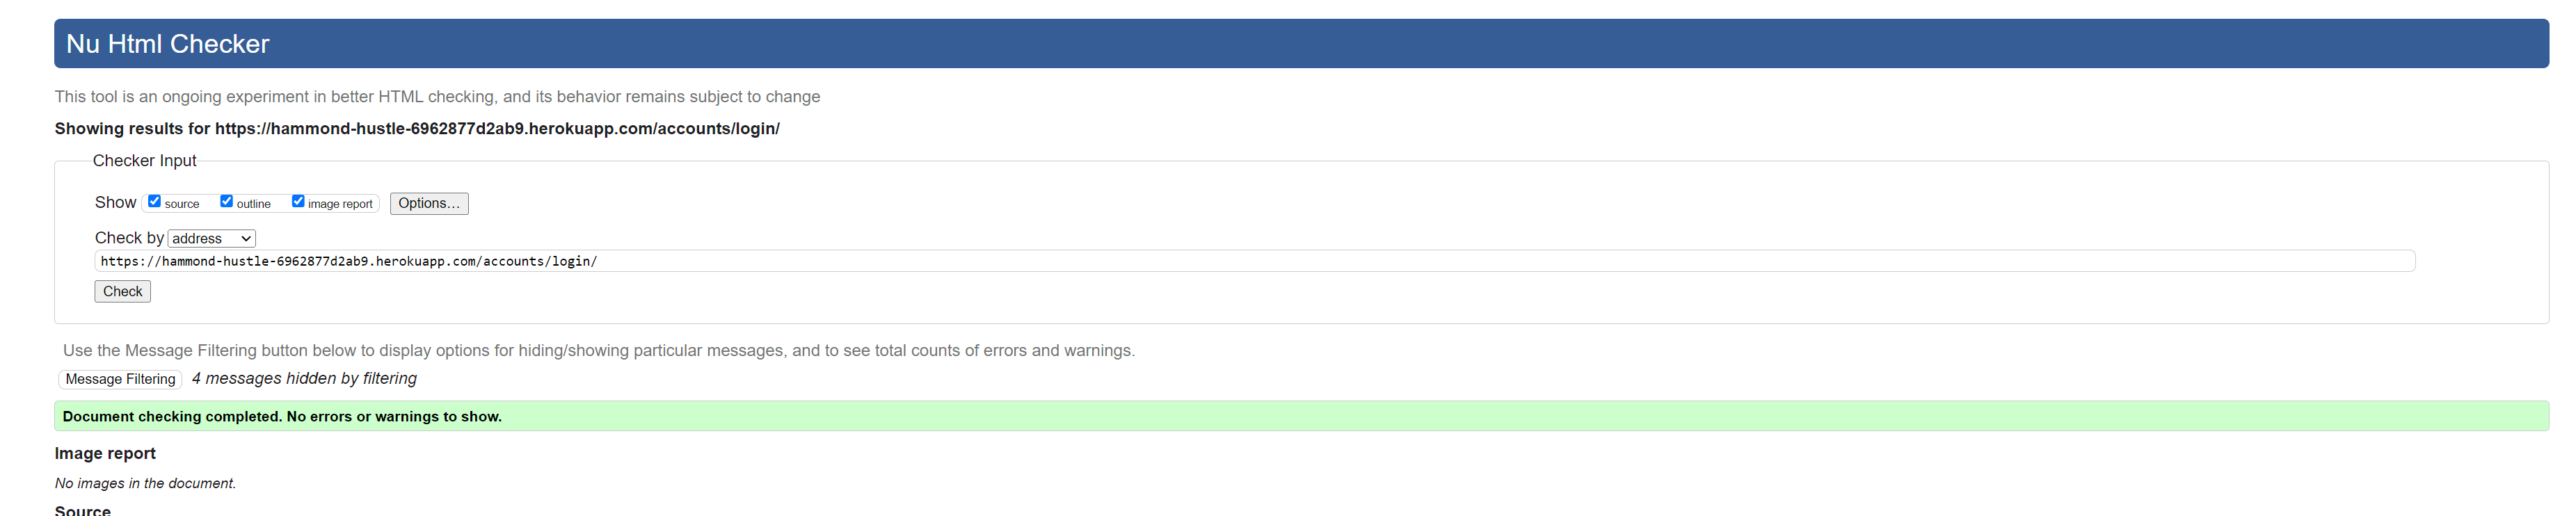 Nu Html Checker
This tool is an ongoing experiment in better HTML checking, and its behavior remains subject to change
Showing results for https://hammond-hustle-6962877d2ab9.herokuapp.com/accounts/login/
Checker Input
Show source outline image report Options…
Check by address
https://hammond-hustle-6962877d2ab9.herokuapp.com/accounts/login/
Check
Use the Message Filtering button below to display options for hiding/showing particular messages, and to see total counts of errors and warnings.
Message Filtering 4 messages hidden by filtering
Document checking completed. No errors or warnings to show.
Image report
No images in the document.
Source